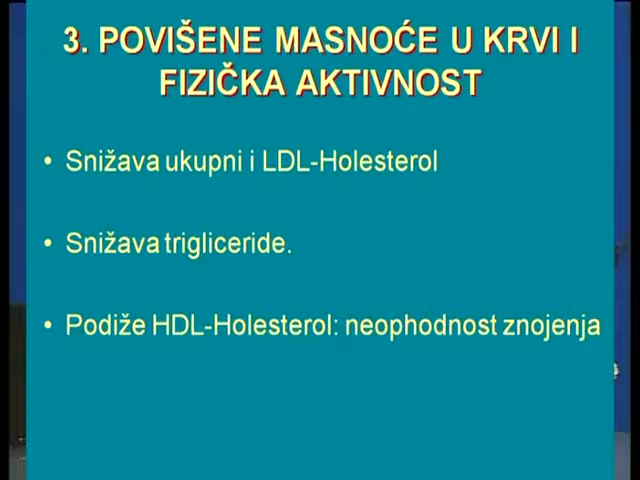 3. POVIŠENE MASNOĆE U KRVI I
FIZIČKA AKTIVNOST
• Snižava ukupni i LDL-Holesterol
• Snižava trigliceride.
• Podiže HDL-Holesterol: neophodnost znojenja